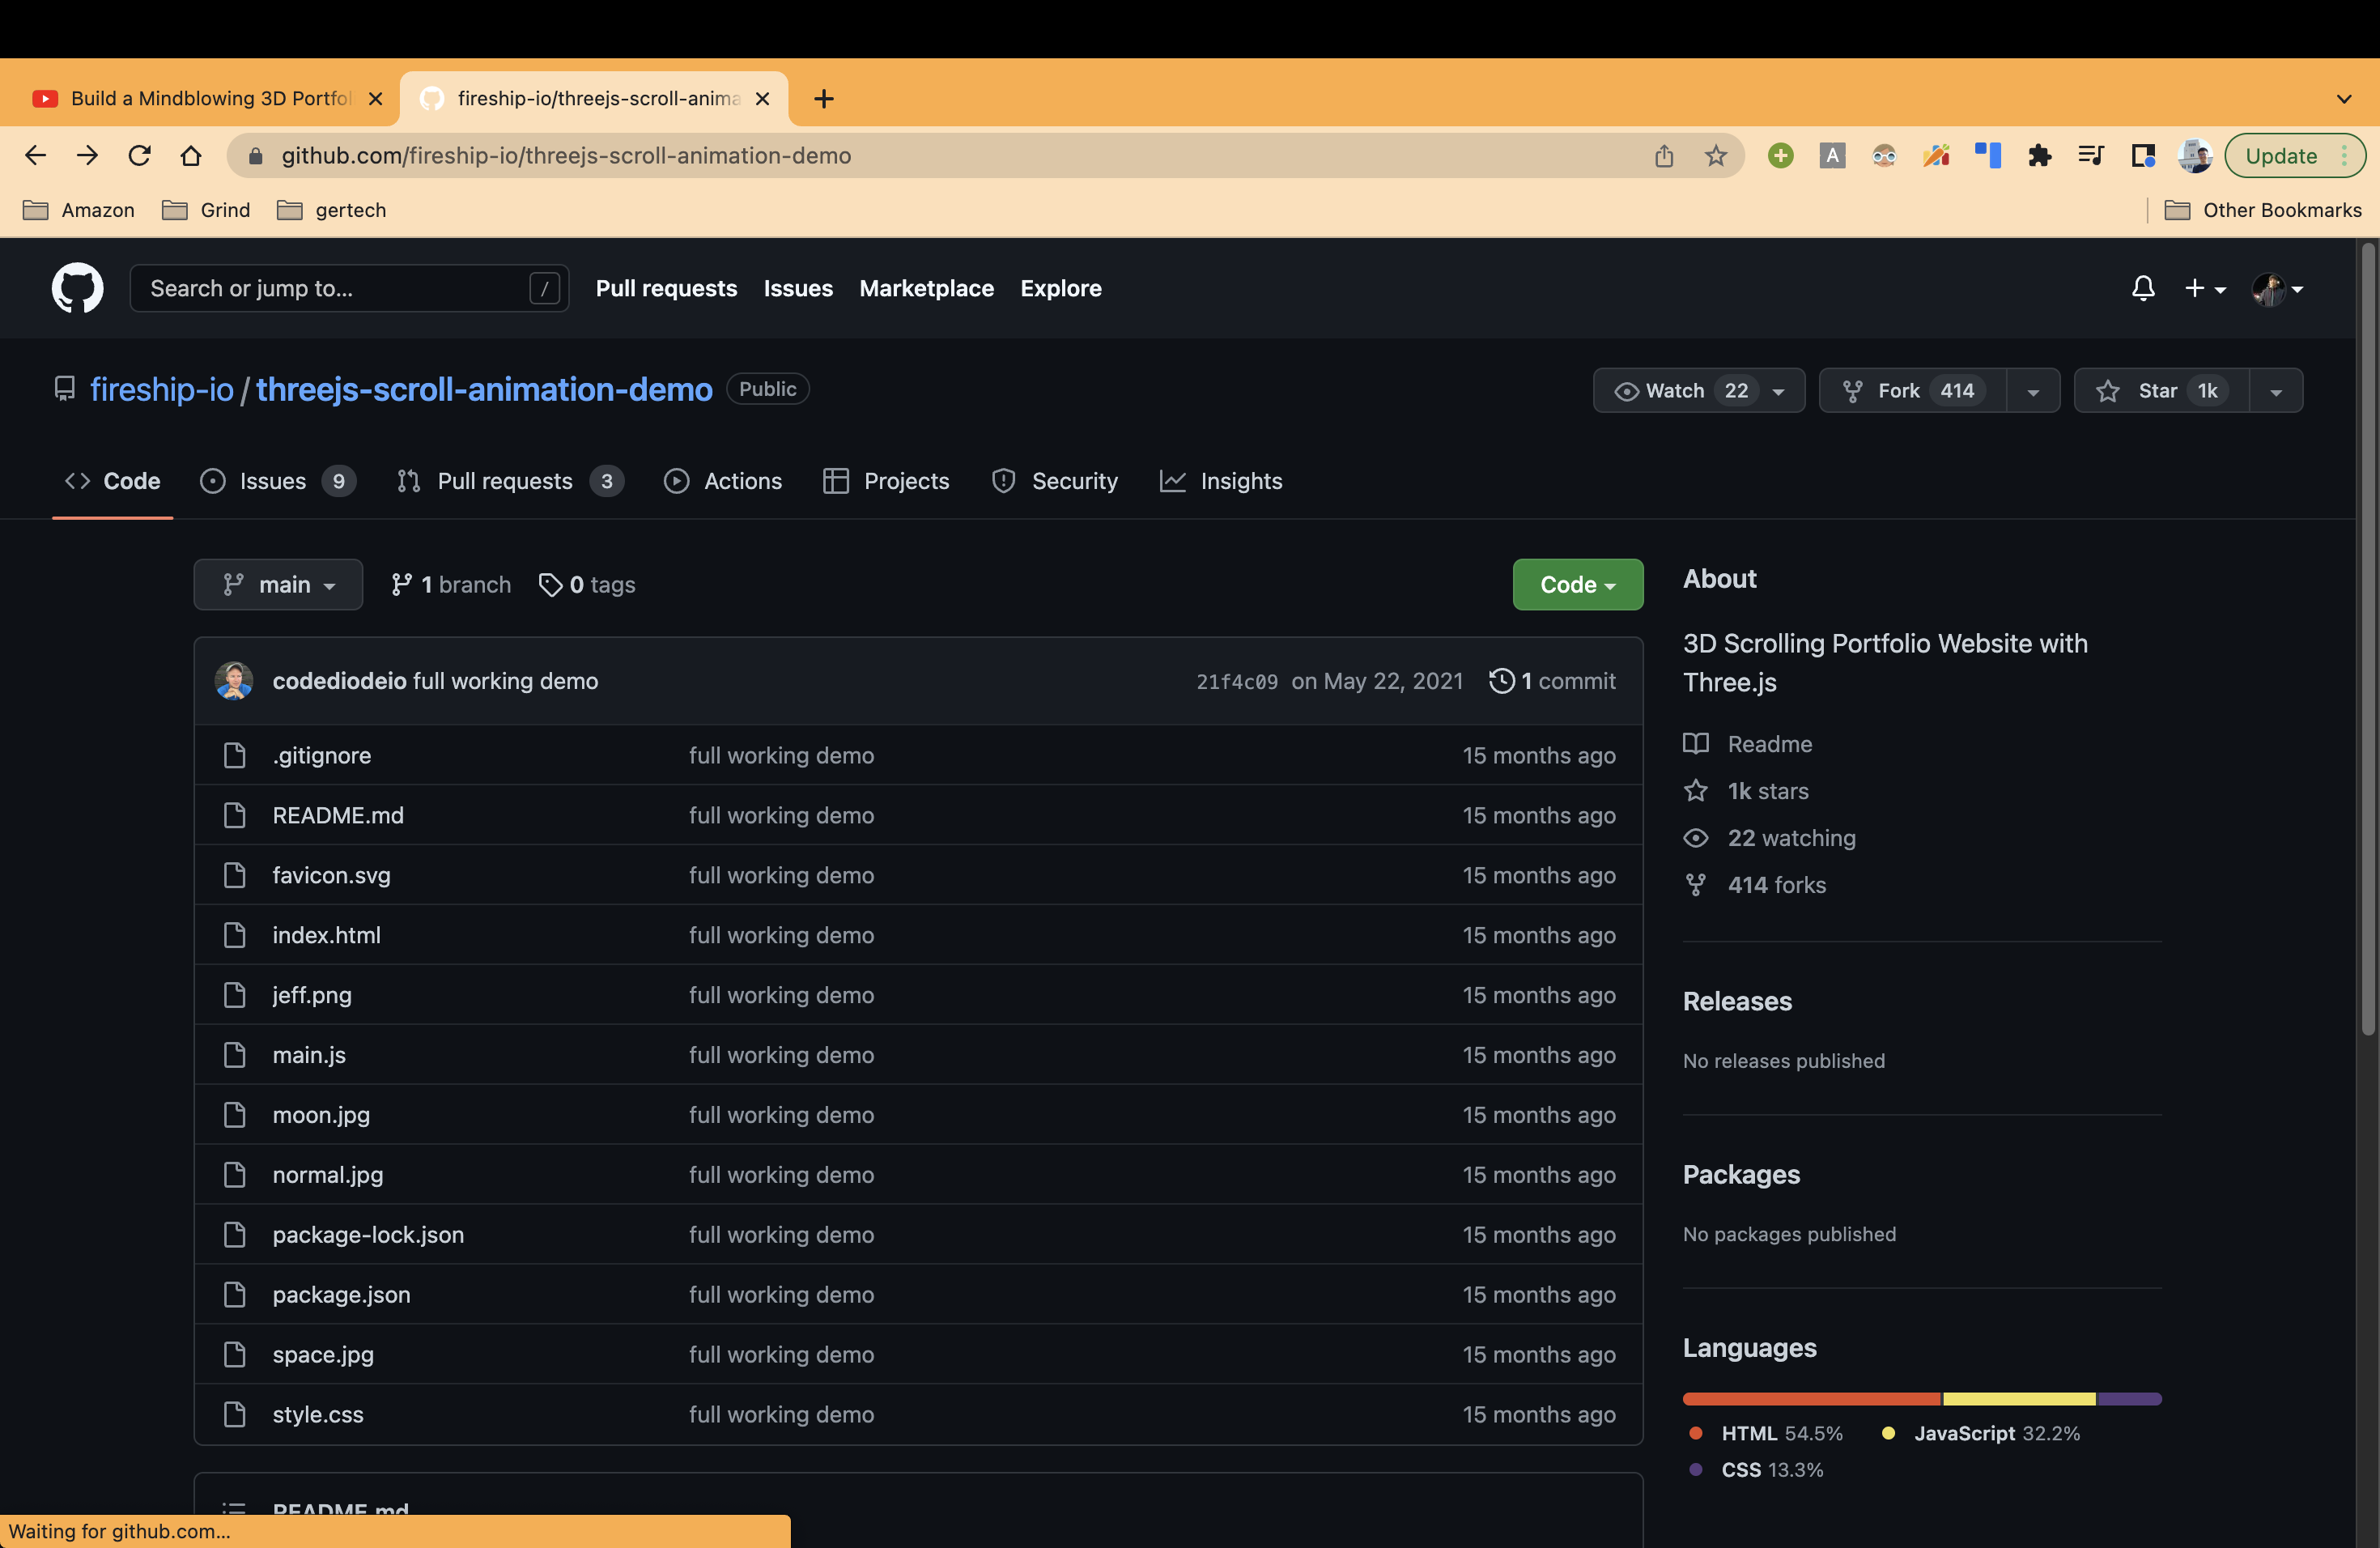 Build a Mindblowing 3D Portfol
fireship-io/threejs-scroll-anima
github.com/fireship-io/threejs-scroll-animation-demo
A
Update
Amazon
Grind
gertech
Other Bookmarks
Search or jump to...
/
Pull requests
Issues
Marketplace
Explore
fireship-io / threejs-scroll-animation-demo
Public
Watch 22
Fork 414
Star 1k
Code
Issues 9
Pull requests 3
Actions
Projects
Security
Insights
main
1 branch
0 tags
Code
codediodeio full working demo
21f4c09 on May 22, 2021
1 commit
.gitignore full working demo 15 months ago
README.md full working demo 15 months ago
favicon.svg full working demo 15 months ago
index.html full working demo 15 months ago
jeff.png full working demo 15 months ago
main.js full working demo 15 months ago
moon.jpg full working demo 15 months ago
normal.jpg full working demo 15 months ago
package-lock.json full working demo 15 months ago
package.json full working demo 15 months ago
space.jpg full working demo 15 months ago
style.css full working demo 15 months ago
README.md
About
3D Scrolling Portfolio Website with
Three.js
Readme
1k stars
22 watching
414 forks
Releases
No releases published
Packages
No packages published
Languages
HTML 54.5%
JavaScript 32.2%
CSS 13.3%
Waiting for github.com...